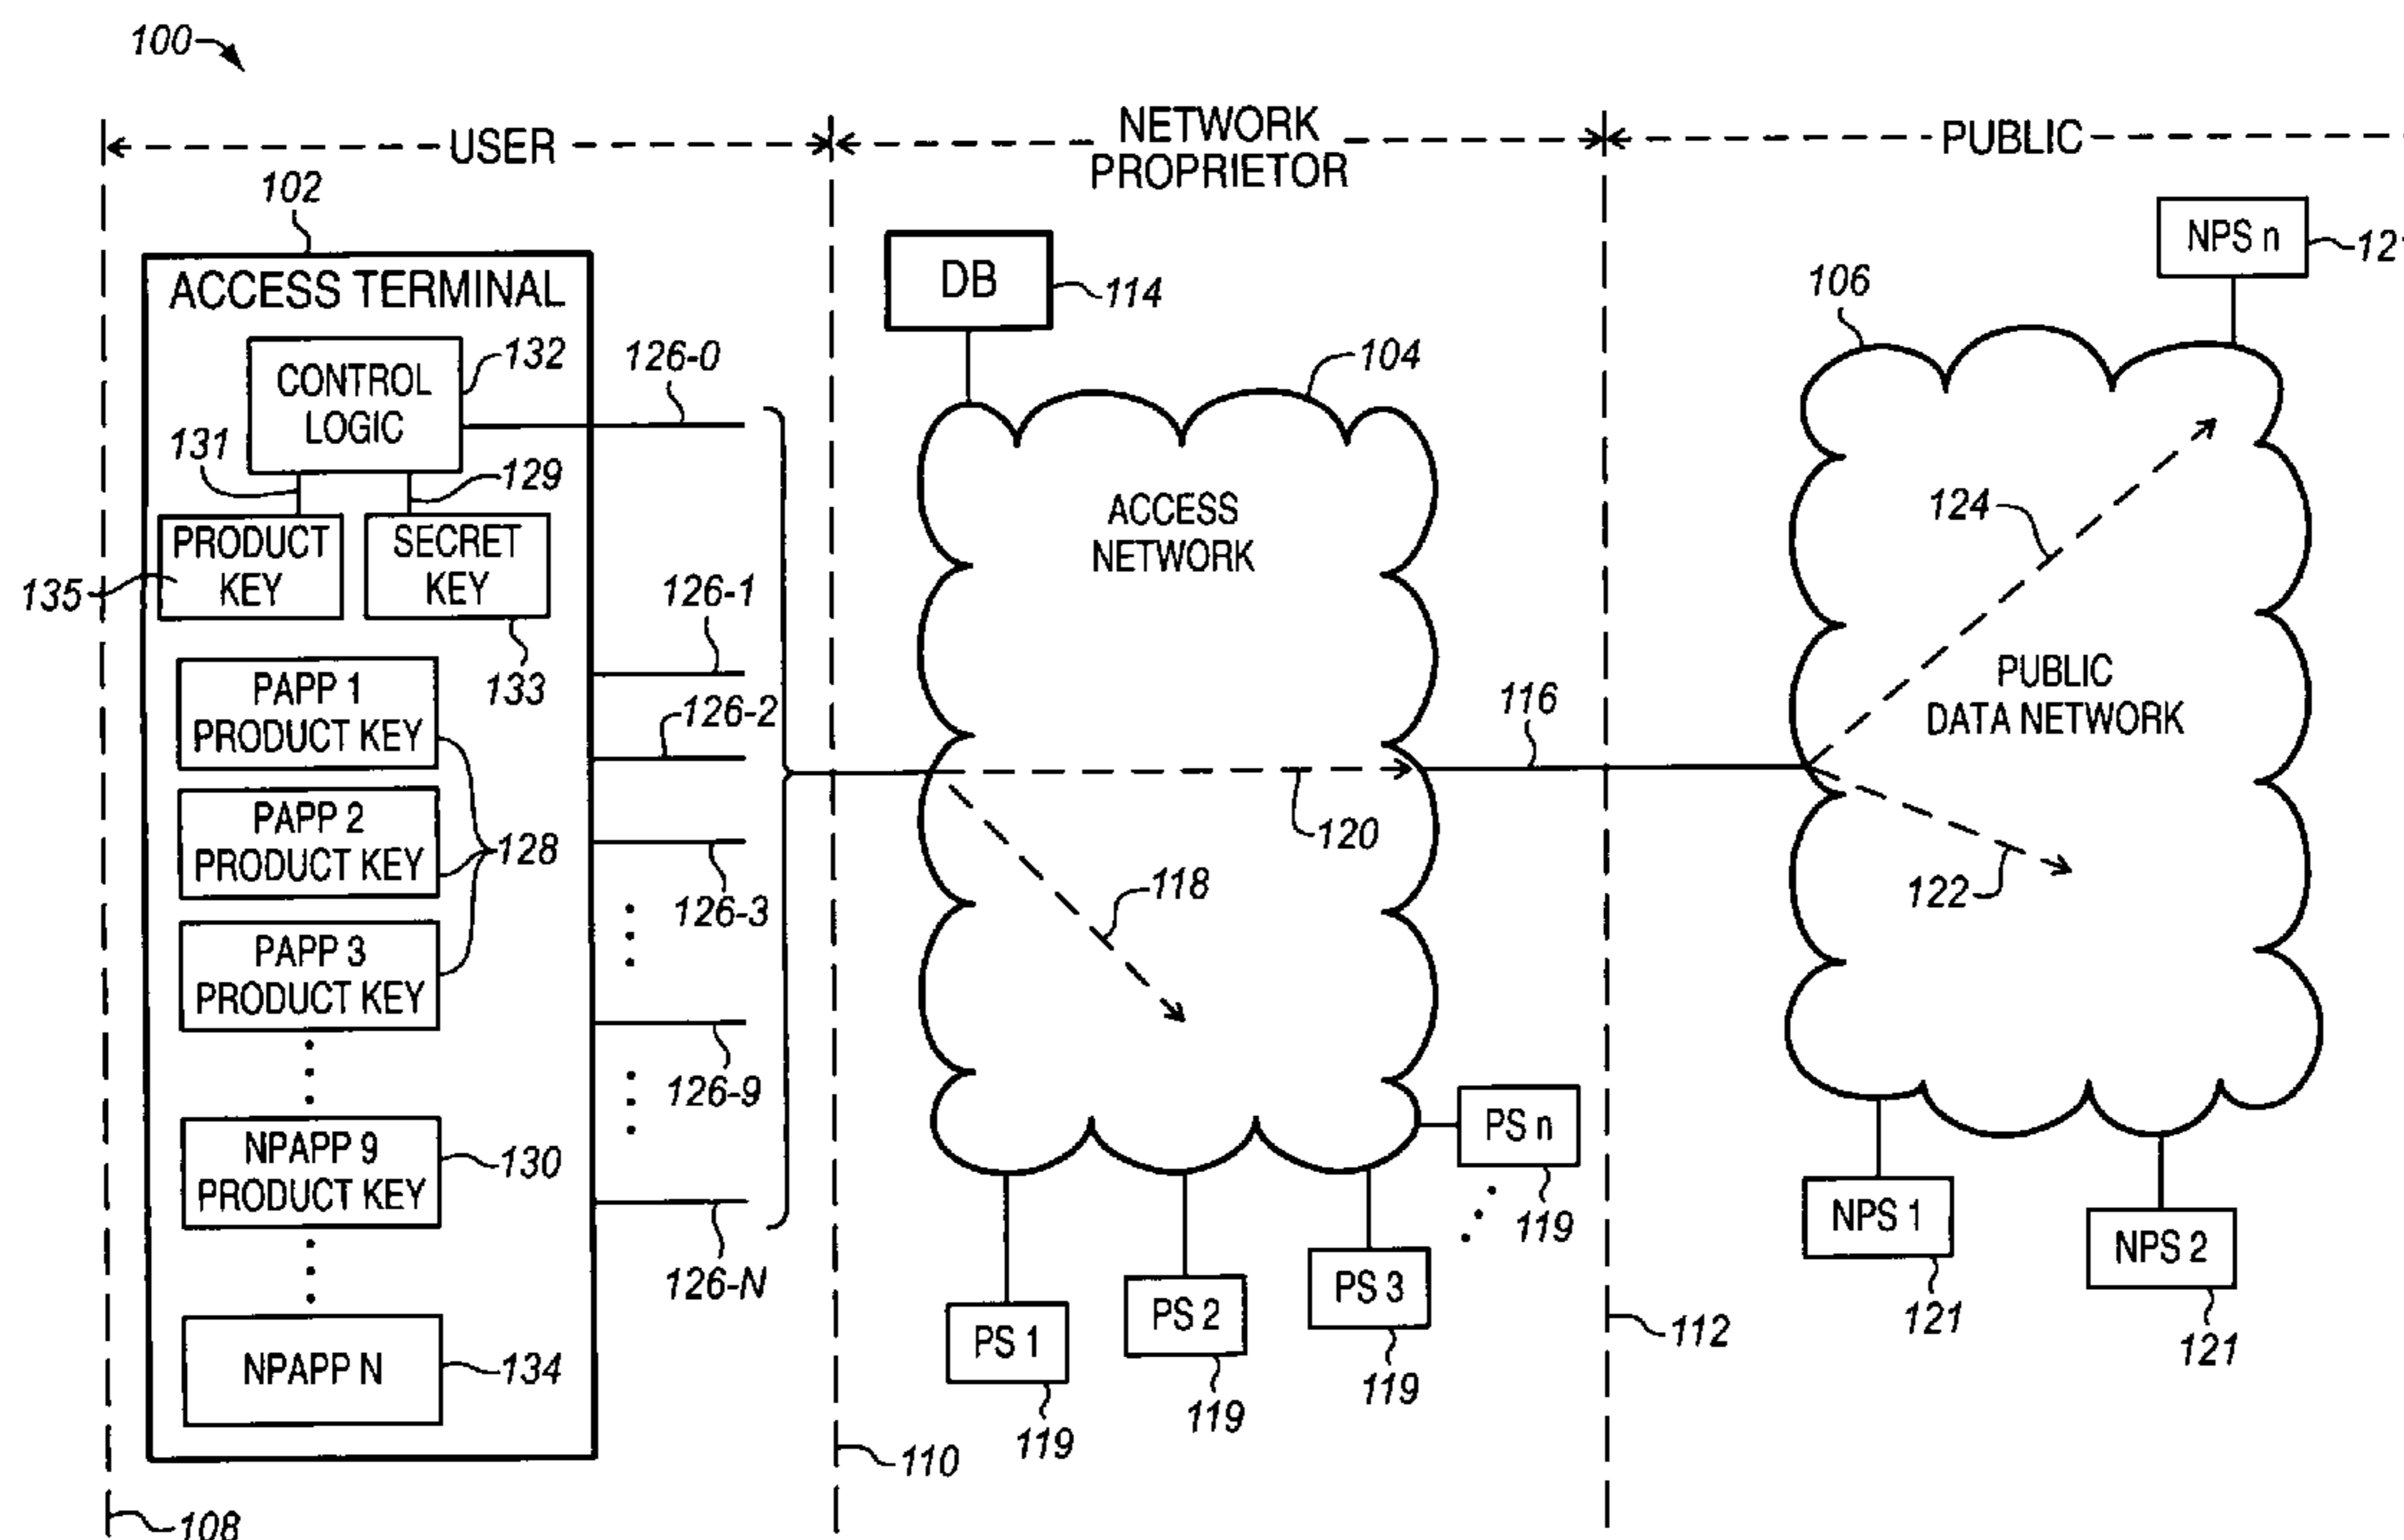 100
USER
NETWORK
PROPRIETOR
PUBLIC
102
ACCESS TERMINAL
CONTROL
LOGIC
132
131
129
PRODUCT
KEY
135
SECRET
KEY
133
PAPP 1
PRODUCT KEY
PAPP 2
PRODUCT KEY
PAPP 3
PRODUCT KEY
128
NPAPP 9
PRODUCT KEY
130
NPAPP N
134
108
126-0
126-1
126-2
126-3
126-9
126-N
DB
114
104
ACCESS
NETWORK
120
118
116
PS 1
119
PS 2
119
PS 3
119
PS n
119
110
112
NPS n
12
106
124
PUBLIC
DATA NETWORK
122
NPS 1
121
NPS 2
121